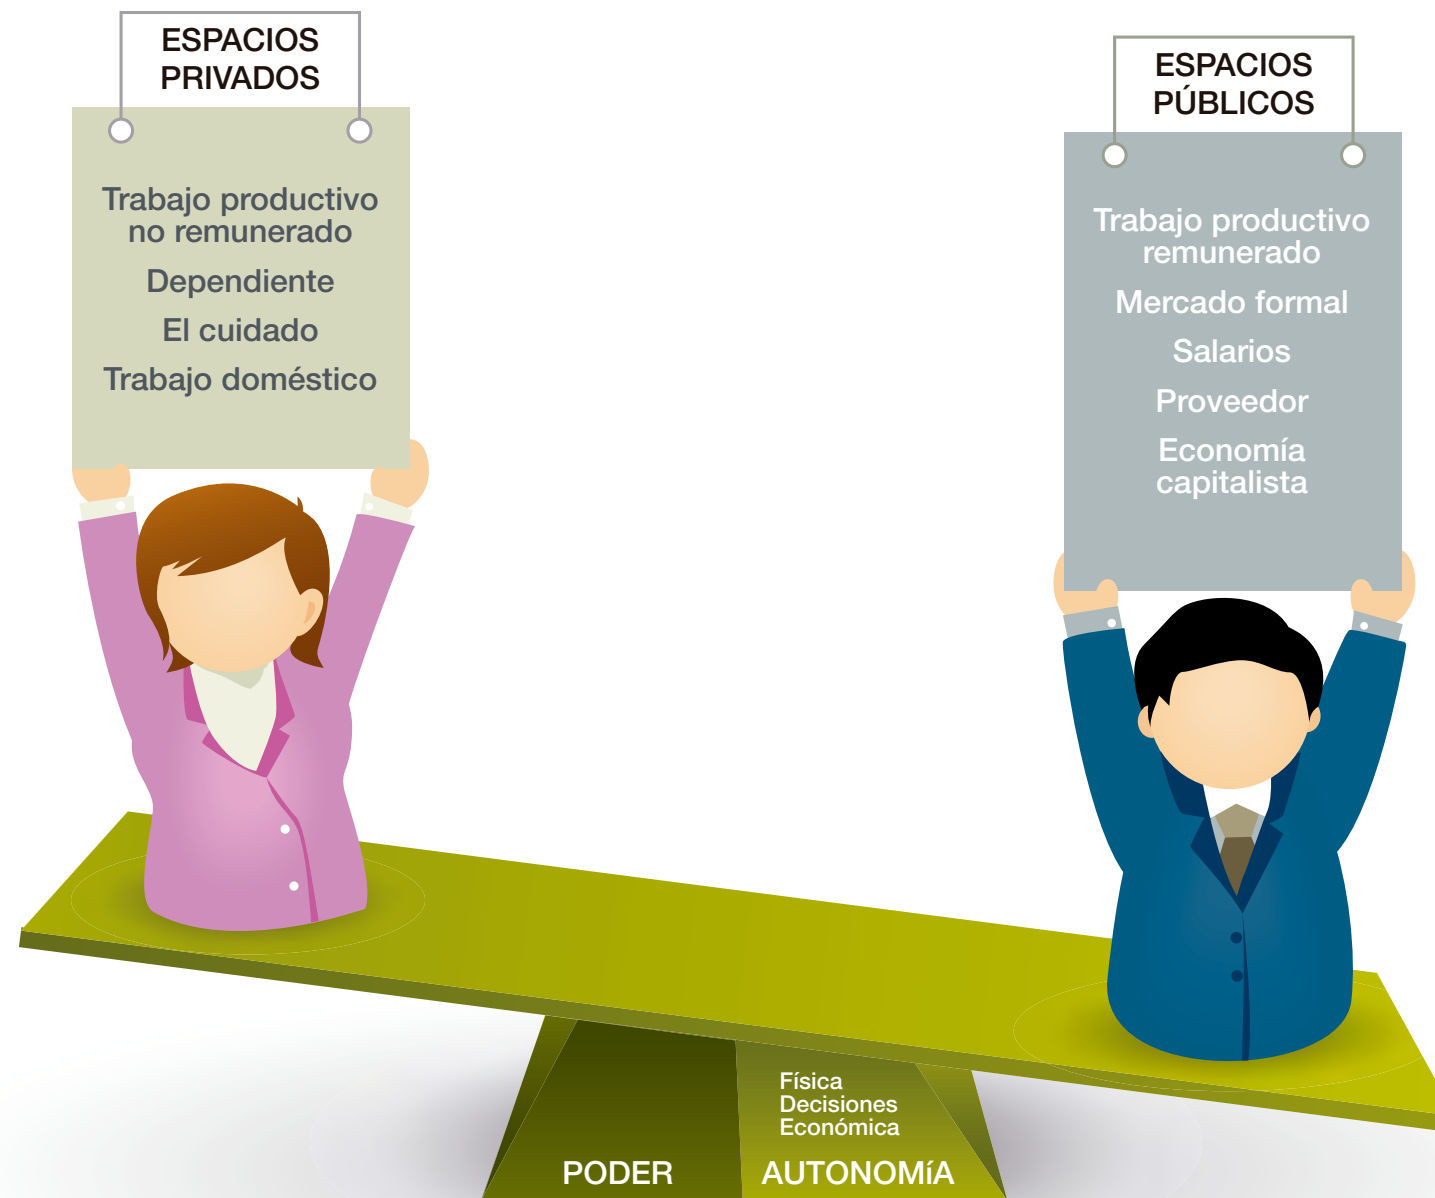 ESPACIOS
PRIVADOS
Trabajo productivo
no remunerado
Dependiente
El cuidado
Trabajo doméstico
ESPACIOS
PÚBLICOS
Trabajo productivo
remunerado
Mercado formal
Salarios
Proveedor
Economía
capitalista
PODER
Física
Decisiones
Económica
AUTONOMíA